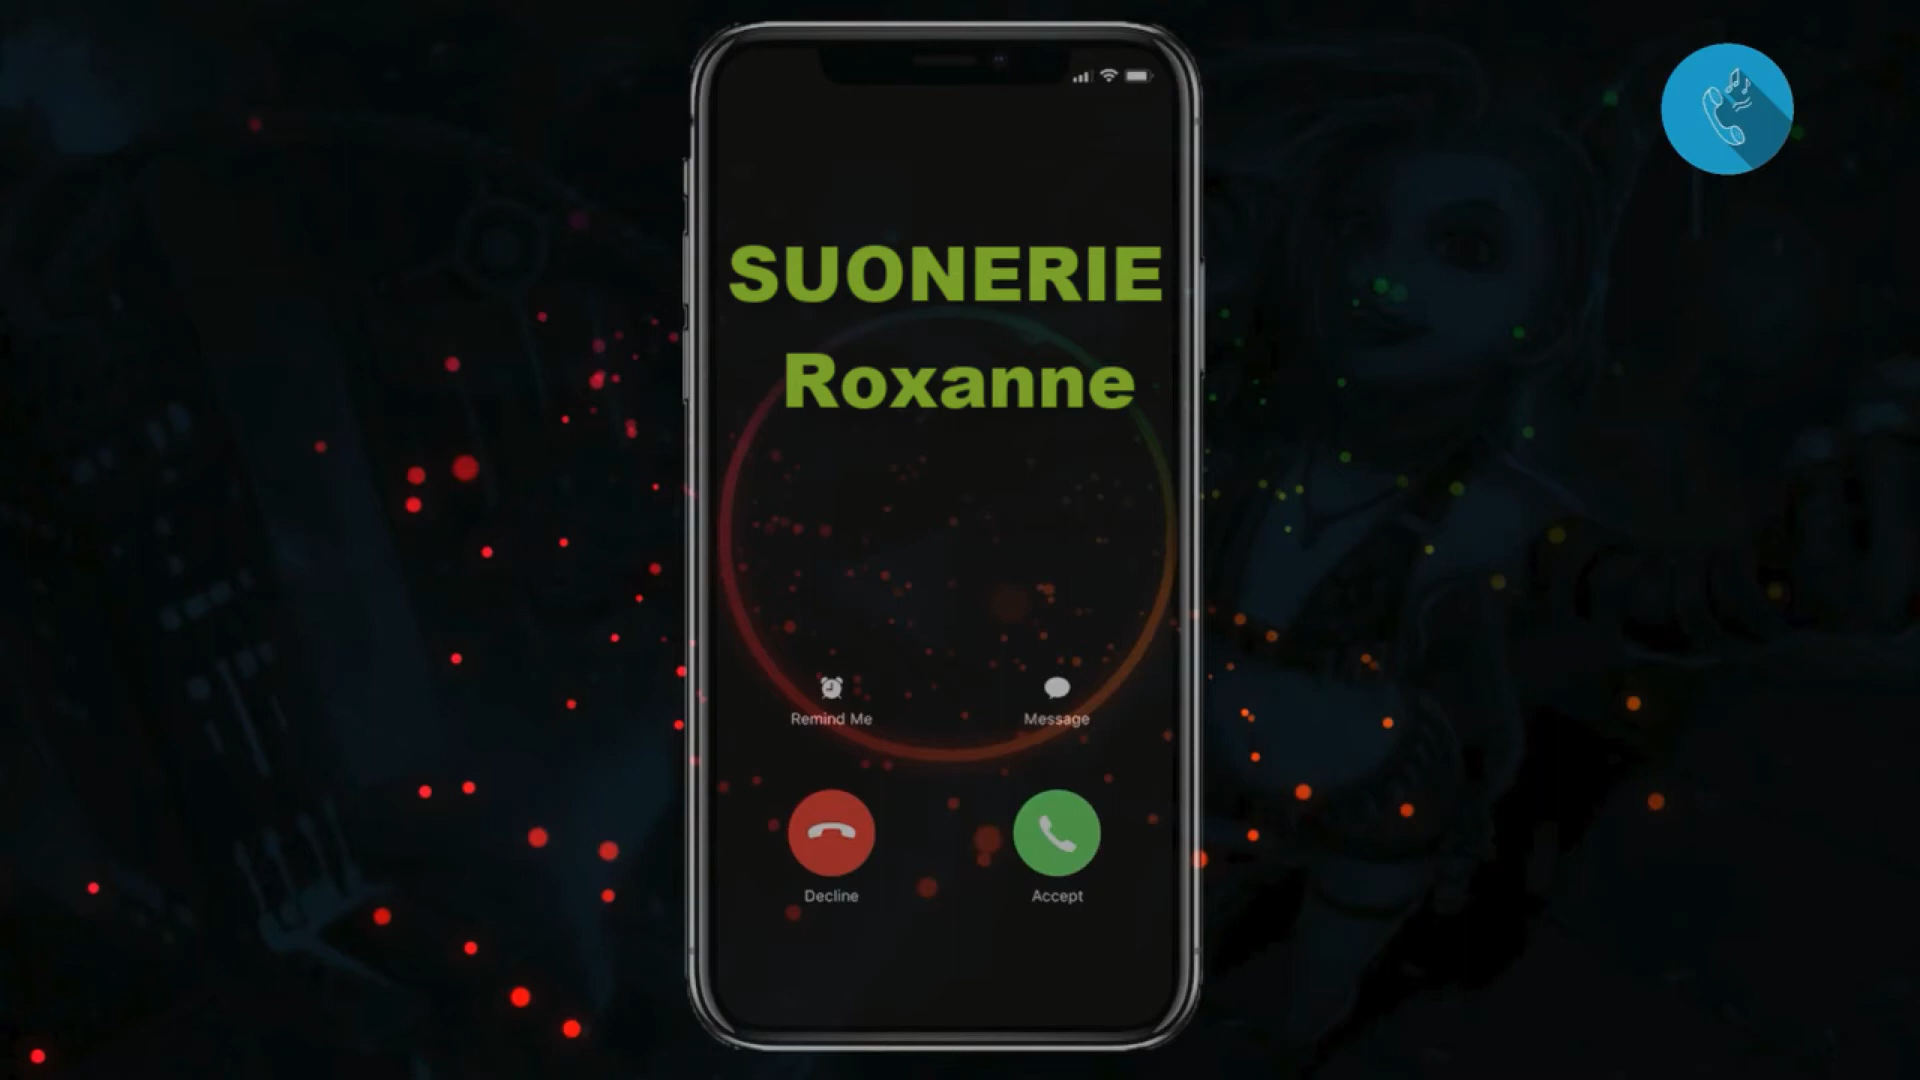 SUONERIE
Roxanne
Remind Me
Message
Decline
Accept